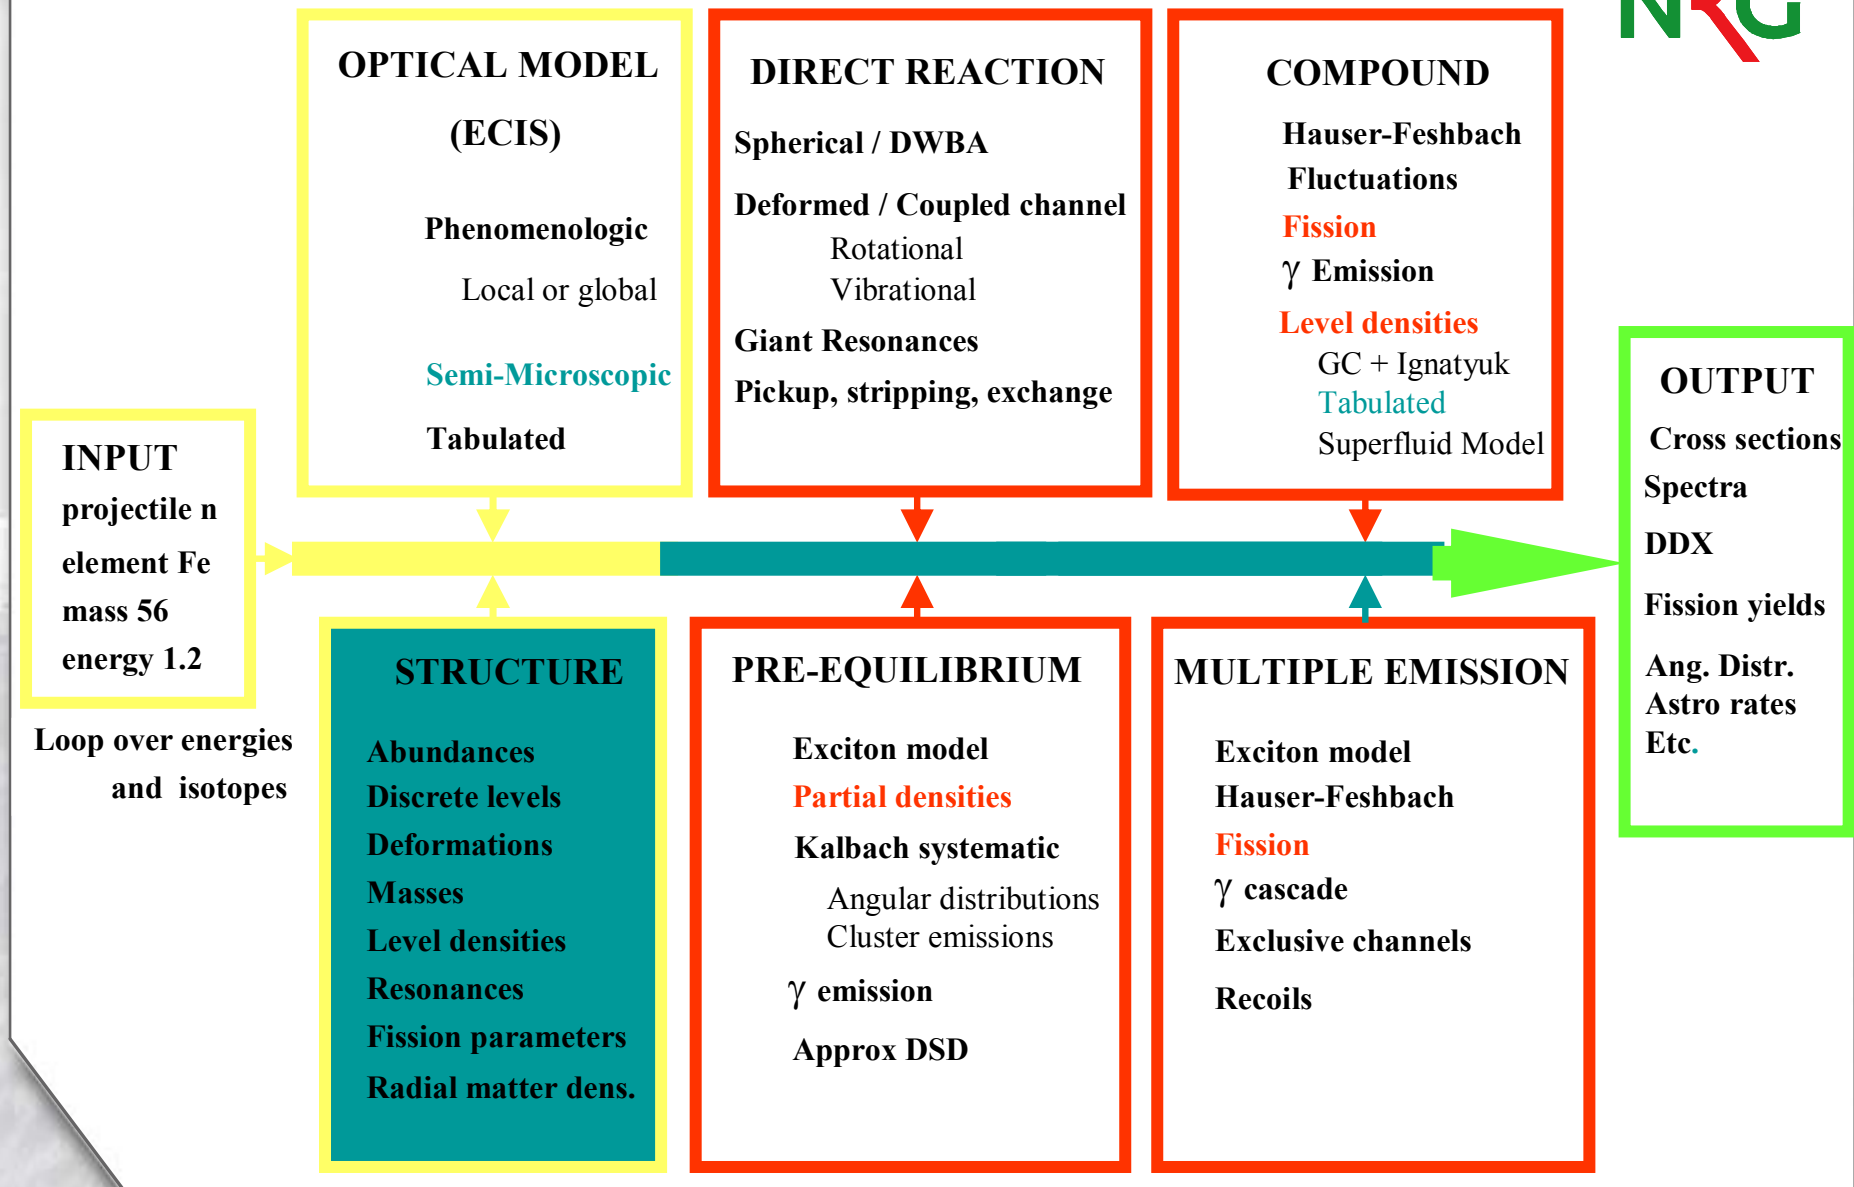 NRG
OPTICAL MODEL
(ECIS)
Phenomenologic
Local or global
Semi-Microscopic
Tabulated
DIRECT REACTION
Spherical / DWBA
Deformed / Coupled channel
Rotational
Vibrational
Giant Resonances
Pickup, stripping, exchange
COMPOUND
Hauser-Feshbach
Fluctuations
Fission
γ Emission
Level densities
GC + Ignatyuk
Tabulated
Superfluid Model
INPUT
projectile n
element Fe
mass 56
energy 1.2
Loop over energies
and isotopes
STRUCTURE
Abundances
Discrete levels
Deformations
Masses
Level densities
Resonances
Fission parameters
Radial matter dens.
PRE-EQUILIBRIUM
Exciton model
Partial densities
Kalbach systematic
Angular distributions
Cluster emissions
γ emission
Approx DSD
MULTIPLE EMISSION
Exciton model
Hauser-Feshbach
Fission
γ cascade
Exclusive channels
Recoils
OUTPUT
Cross sections
Spectra
DDX
Fission yields
Ang. Distr.
Astro rates
Etc.